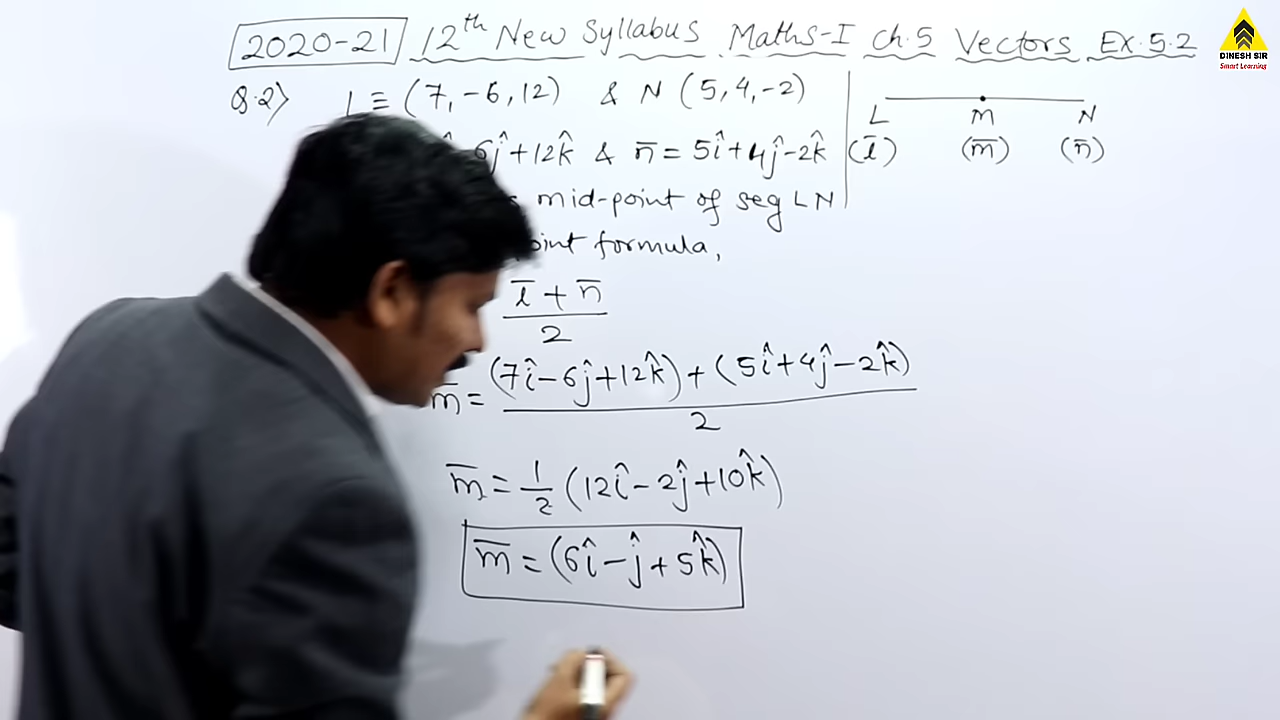 2020-21 12th New Syllabus Maths-I Ch.5 Vectors Ex.5.2
Q.2) L ≡ (7, -6, 12) & N (5, 4, -2)
6ĵ + 12k̂ & n̄ = 5î + 4ĵ - 2k̂
mid-point of seg LN
point formula,
l̄ + n̄
2
m̄ = (7î - 6ĵ + 12k̂) + (5î + 4ĵ - 2k̂)
2
m̄ = 1/2 (12î - 2ĵ + 10k̂)
m̄ = (6î - ĵ + 5k̂)
L m N
(l̄) (m̄) (n̄)
DINESH SIR
Smart Learning